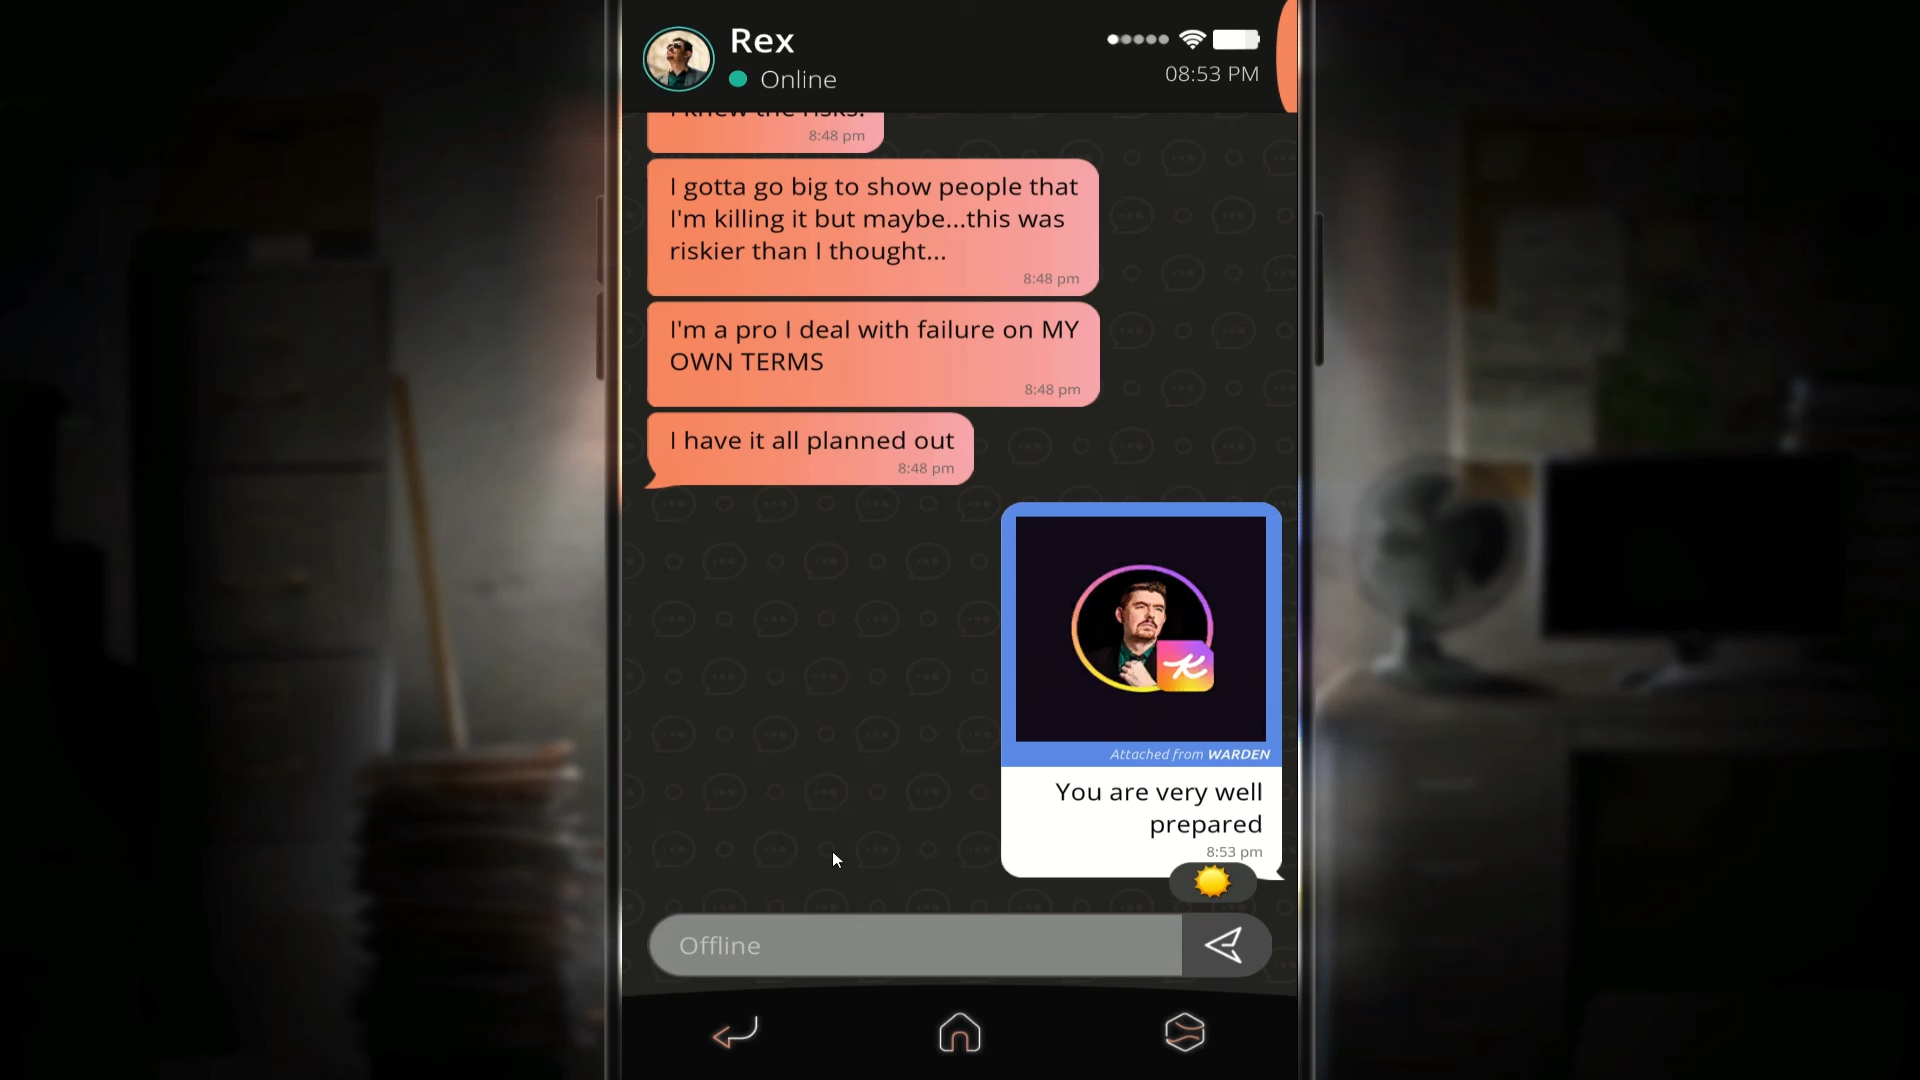 Rex
Online
08:53 PM
I knew the risks.
8:48 pm
I gotta go big to show people that
I'm killing it but maybe...this was
riskier than I thought...
8:48 pm
I'm a pro I deal with failure on MY
OWN TERMS
8:48 pm
I have it all planned out
8:48 pm
Attached from WARDEN
You are very well
prepared
8:53 pm
Offline